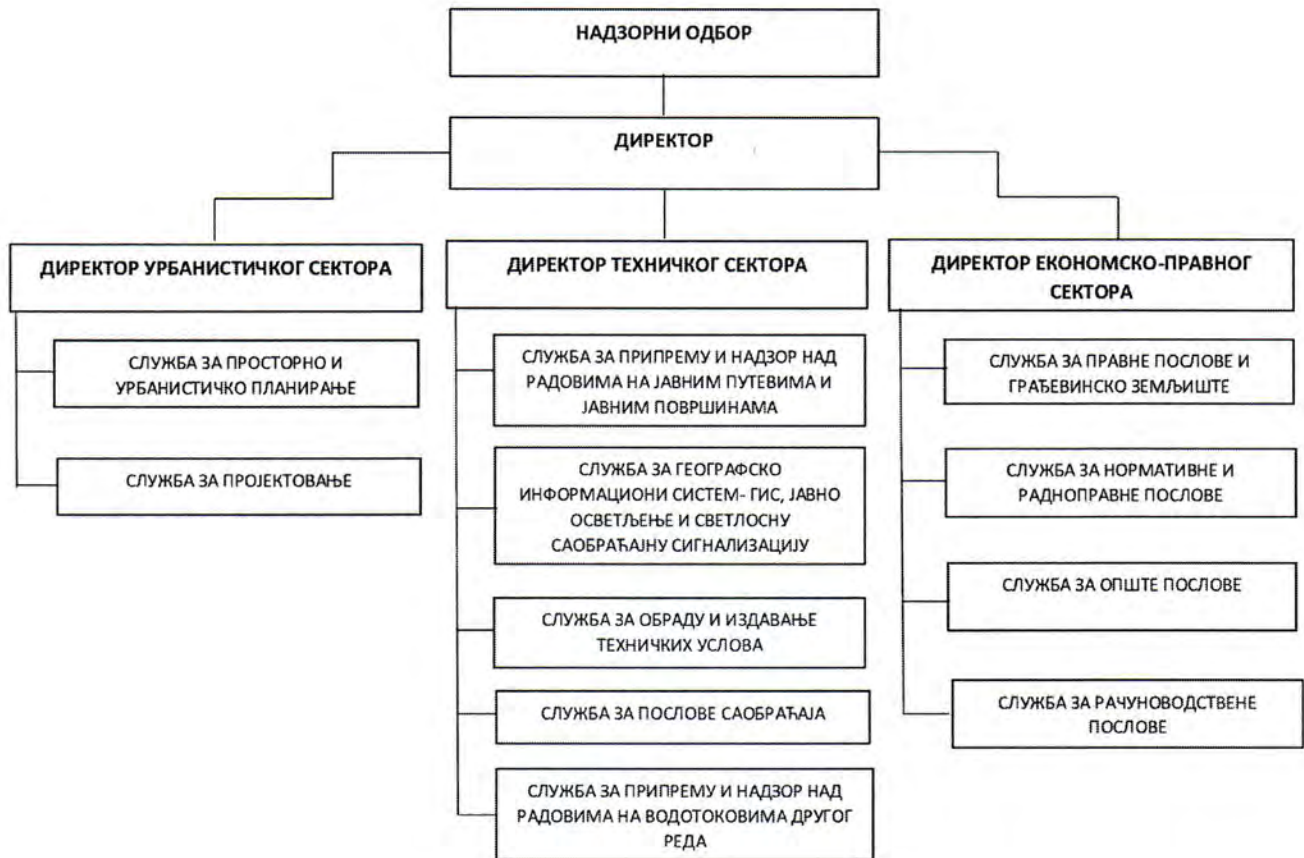 НАДЗОРНИ ОДБОР
ДИРЕКТОР
ДИРЕКТОР УРБАНИСТИЧКОГ СЕКТОРА
СЛУЖБА ЗА ПРОСТОРНО И
УРБАНИСТИЧКО ПЛАНИРАЊЕ
СЛУЖБА ЗА ПРОЈЕКТОВАЊЕ
ДИРЕКТОР ТЕХНИЧКОГ СЕКТОРА
СЛУЖБА ЗА ПРИПРЕМУ И НАДЗОР НАД
РАДОВИМА НА ЈАВНИМ ПУТЕВИМА И
ЈАВНИМ ПОВРШИНАМА
СЛУЖБА ЗА ГЕОГРАФСКО
ИНФОРМАЦИОНИ СИСТЕМ- ГИС, ЈАВНО
ОСВЕТЉЕЊЕ И СВЕТЛОСНУ
САОБРАЋАЈНУ СИГНАЛИЗАЦИЈУ
СЛУЖБА ЗА ОБРАДУ И ИЗДАВАЊЕ
ТЕХНИЧКИХ УСЛОВА
СЛУЖБА ЗА ПОСЛОВЕ САОБРАЋАЈА
СЛУЖБА ЗА ПРИПРЕМУ И НАДЗОР НАД
РАДОВИМА НА ВОДОТОКОВИМА ДРУГОГ
РЕДА
ДИРЕКТОР ЕКОНОМСКО-ПРАВНОГ
СЕКТОРА
СЛУЖБА ЗА ПРАВНЕ ПОСЛОВЕ И
ГРАЂЕВИНСКО ЗЕМЉИШТЕ
СЛУЖБА ЗА НОРМАТИВНЕ И
РАДНОПРАВНЕ ПОСЛОВЕ
СЛУЖБА ЗА ОПШТЕ ПОСЛОВЕ
СЛУЖБА ЗА РАЧУНОВОДСТВЕНЕ
ПОСЛОВЕ